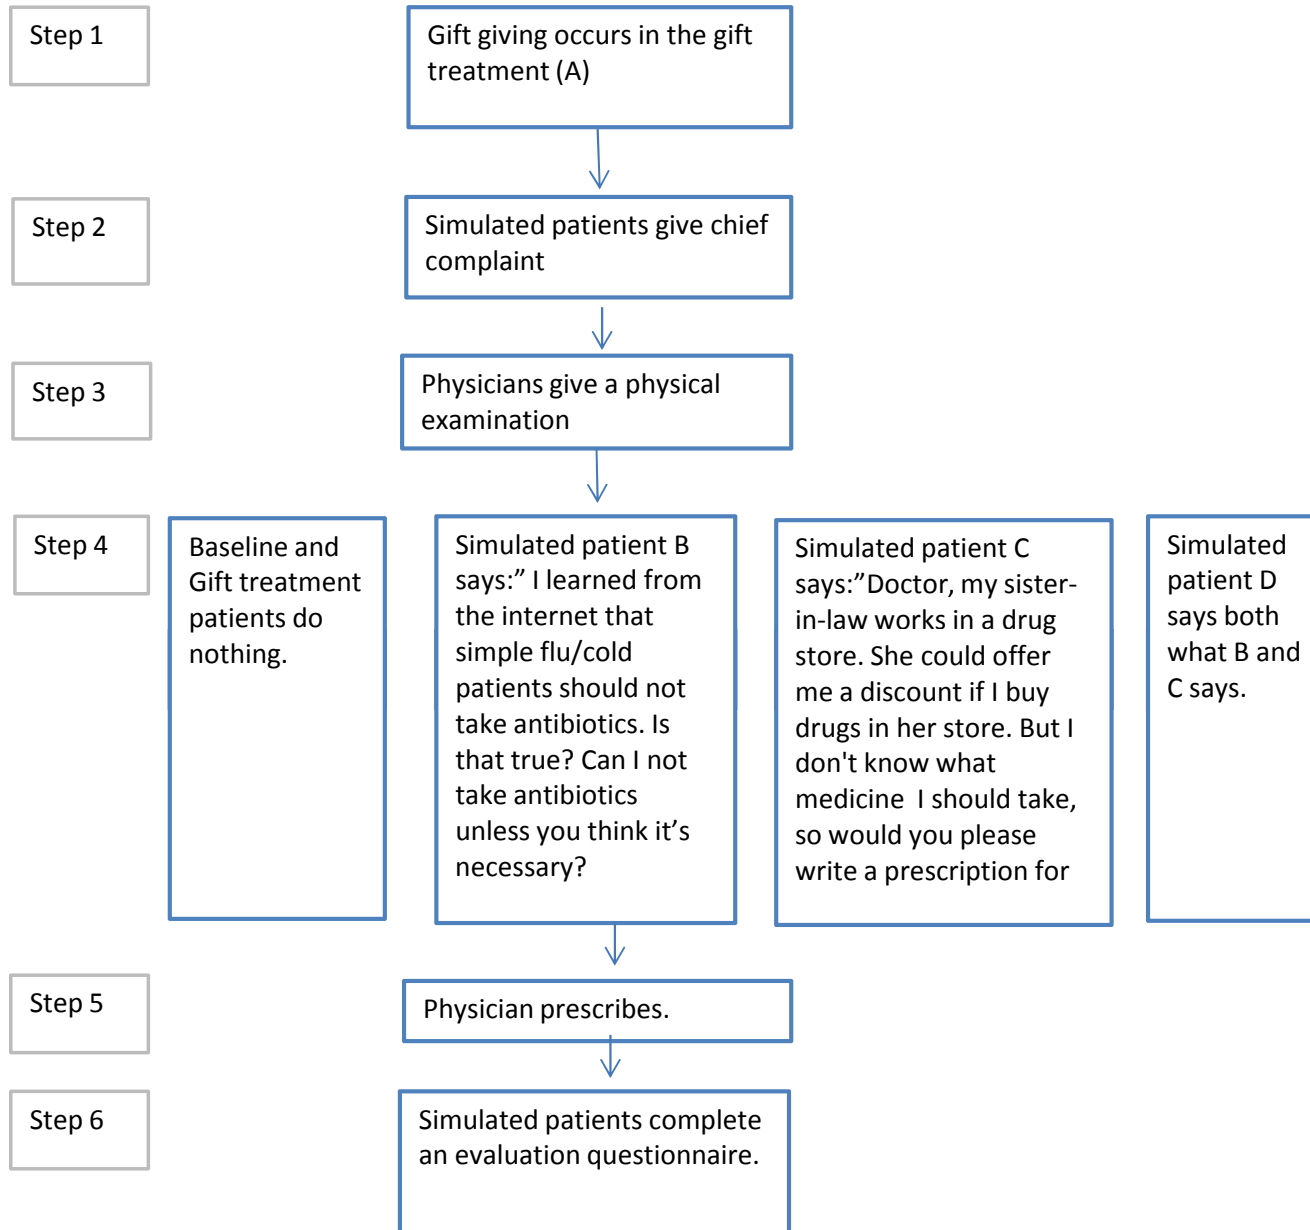 Step 1
Gift giving occurs in the gift
treatment (A)
Step 2
Simulated patients give chief
complaint
Step 3
Physicians give a physical
examination
Step 4
Baseline and
Gift treatment
patients do
nothing.
Simulated patient B
says:” I learned from
the internet that
simple flu/cold
patients should not
take antibiotics. Is
that true? Can I not
take antibiotics
unless you think it’s
necessary?
Simulated patient C
says:”Doctor, my sister-
in-law works in a drug
store. She could offer
me a discount if I buy
drugs in her store. But I
don't know what
medicine  I should take,
so would you please
write a prescription for
Simulated
patient D
says both
what B and
C says.
Step 5
Physician prescribes.
Step 6
Simulated patients complete
an evaluation questionnaire.